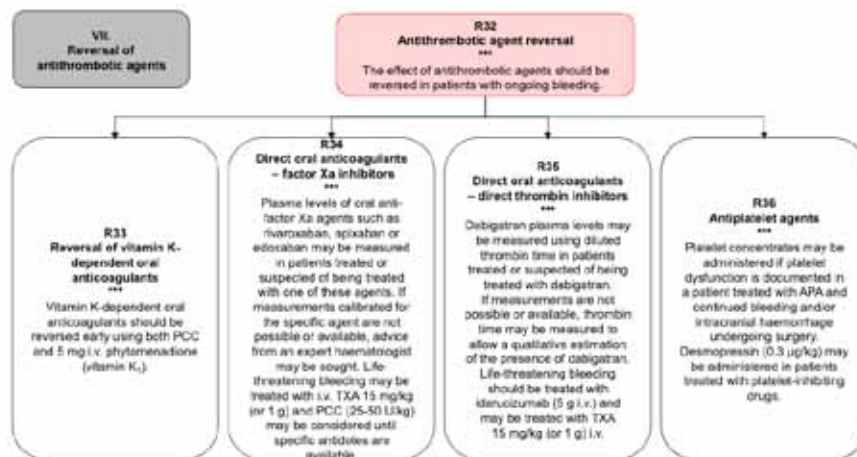 VII.
Reversal of
antithrombotic agents
R32
Antithrombotic agent reversal
***
The effect of antithrombotic agents should be
reversed in patients with ongoing bleeding.
R33
Reversal of vitamin K-
dependent oral
anticoagulants
***
Vitamin K-dependent oral
anticoagulants should be
reversed early using both PCC
and 5 mg i.v. phytomenadione
(vitamin K₁).
R34
Direct oral anticoagulants
– factor Xa inhibitors
***
Plasma levels of oral anti-
factor Xa agents such as
rivaroxaban, apixaban or
edoxaban may be measured
in patients treated or
suspected of being treated
with one of these agents. If
measurements calibrated
for the specific agent are not
possible or available, advice
from an expert haematologist
may be sought. Life-
threatening bleeding may be
treated with i.v. TXA 15 mg/kg
(or 1 g) and PCC (25-50 U/kg)
may be considered until
specific antidotes are
available.
R35
Direct oral anticoagulants
– direct thrombin inhibitors
***
Dabigatran plasma levels may
be measured using diluted
thrombin time in patients
treated or suspected of being
treated with dabigatran.
If measurements are not
possible or available, thrombin
time may be measured to
allow a qualitative estimation
of the presence of dabigatran.
Life-threatening bleeding
should be treated with
idarucizumab (5 g i.v.) and
may be treated with TXA
15 mg/kg (or 1 g) i.v.
R36
Antiplatelet agents
***
Platelet concentrates may be
administered if platelet
dysfunction is documented in
a patient treated with APA and
continued bleeding and/or
intracranial haemorrhage
undergoing surgery.
Desmopressin (0.3 µg/kg) may
be administered in patients
treated with platelet-inhibiting
drugs.